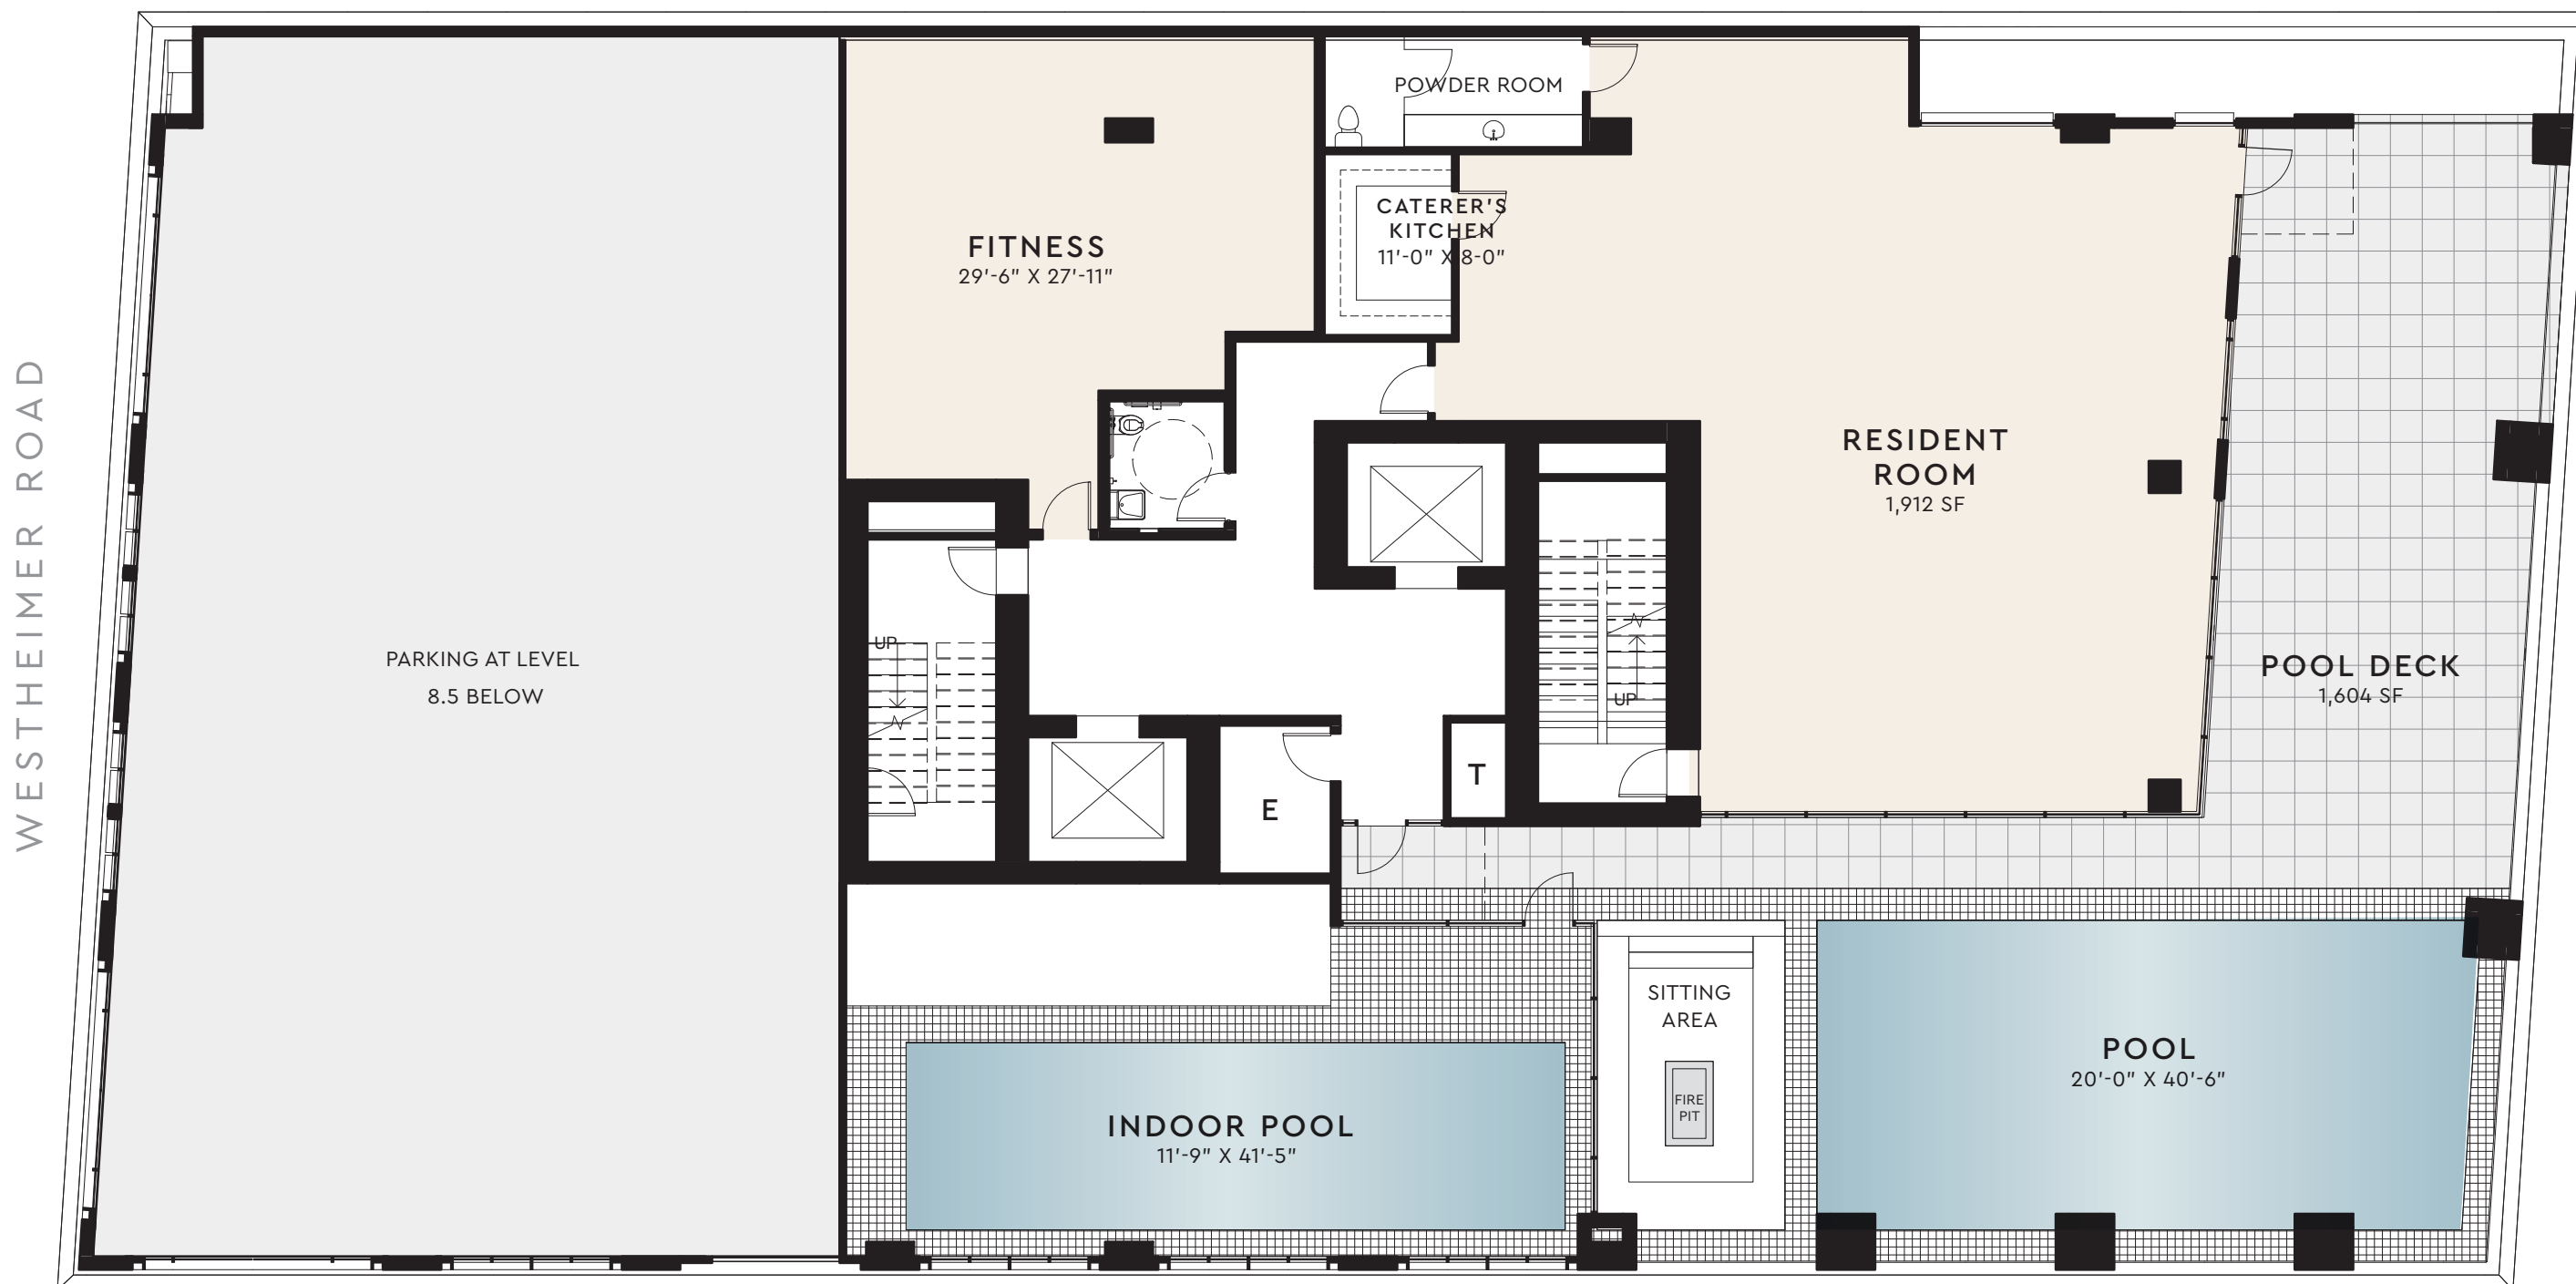 WESTHEIMER ROAD
PARKING AT LEVEL
8.5 BELOW
FITNESS
29'-6" X 27'-11"
POWDER ROOM
CATERER'S
KITCHEN
11'-0" X 8-0"
RESIDENT
ROOM
1,912 SF
POOL DECK
1,604 SF
UP
UP
E
T
SITTING
AREA
FIRE
PIT
INDOOR POOL
11'-9" X 41'-5"
POOL
20'-0" X 40'-6"